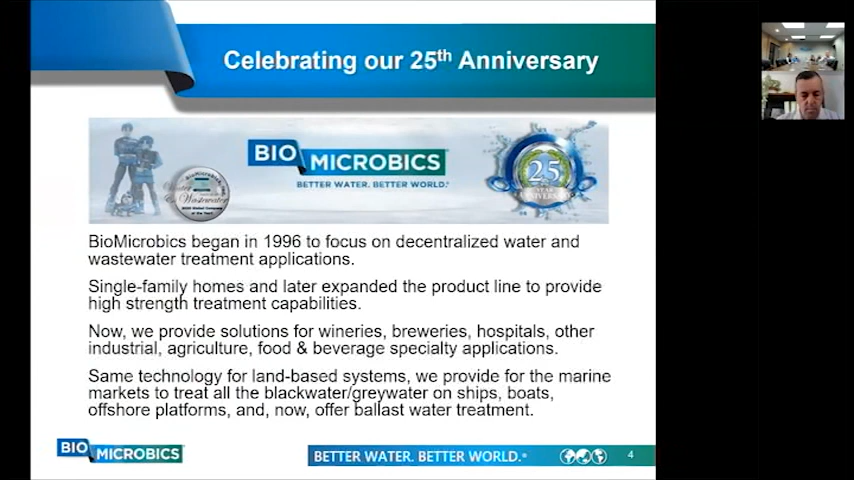 Celebrating our 25th Anniversary
BIO MICROBICS
BETTER WATER. BETTER WORLD.
25
YEAR
ANNIVERSARY
BioMicrobics began in 1996 to focus on decentralized water and
wastewater treatment applications.
Single-family homes and later expanded the product line to provide
high strength treatment capabilities.
Now, we provide solutions for wineries, breweries, hospitals, other
industrial, agriculture, food & beverage specialty applications.
Same technology for land-based systems, we provide for the marine
markets to treat all the blackwater/greywater on ships, boats,
offshore platforms, and, now, offer ballast water treatment.
BIO MICROBICS
BETTER WATER. BETTER WORLD.®
4